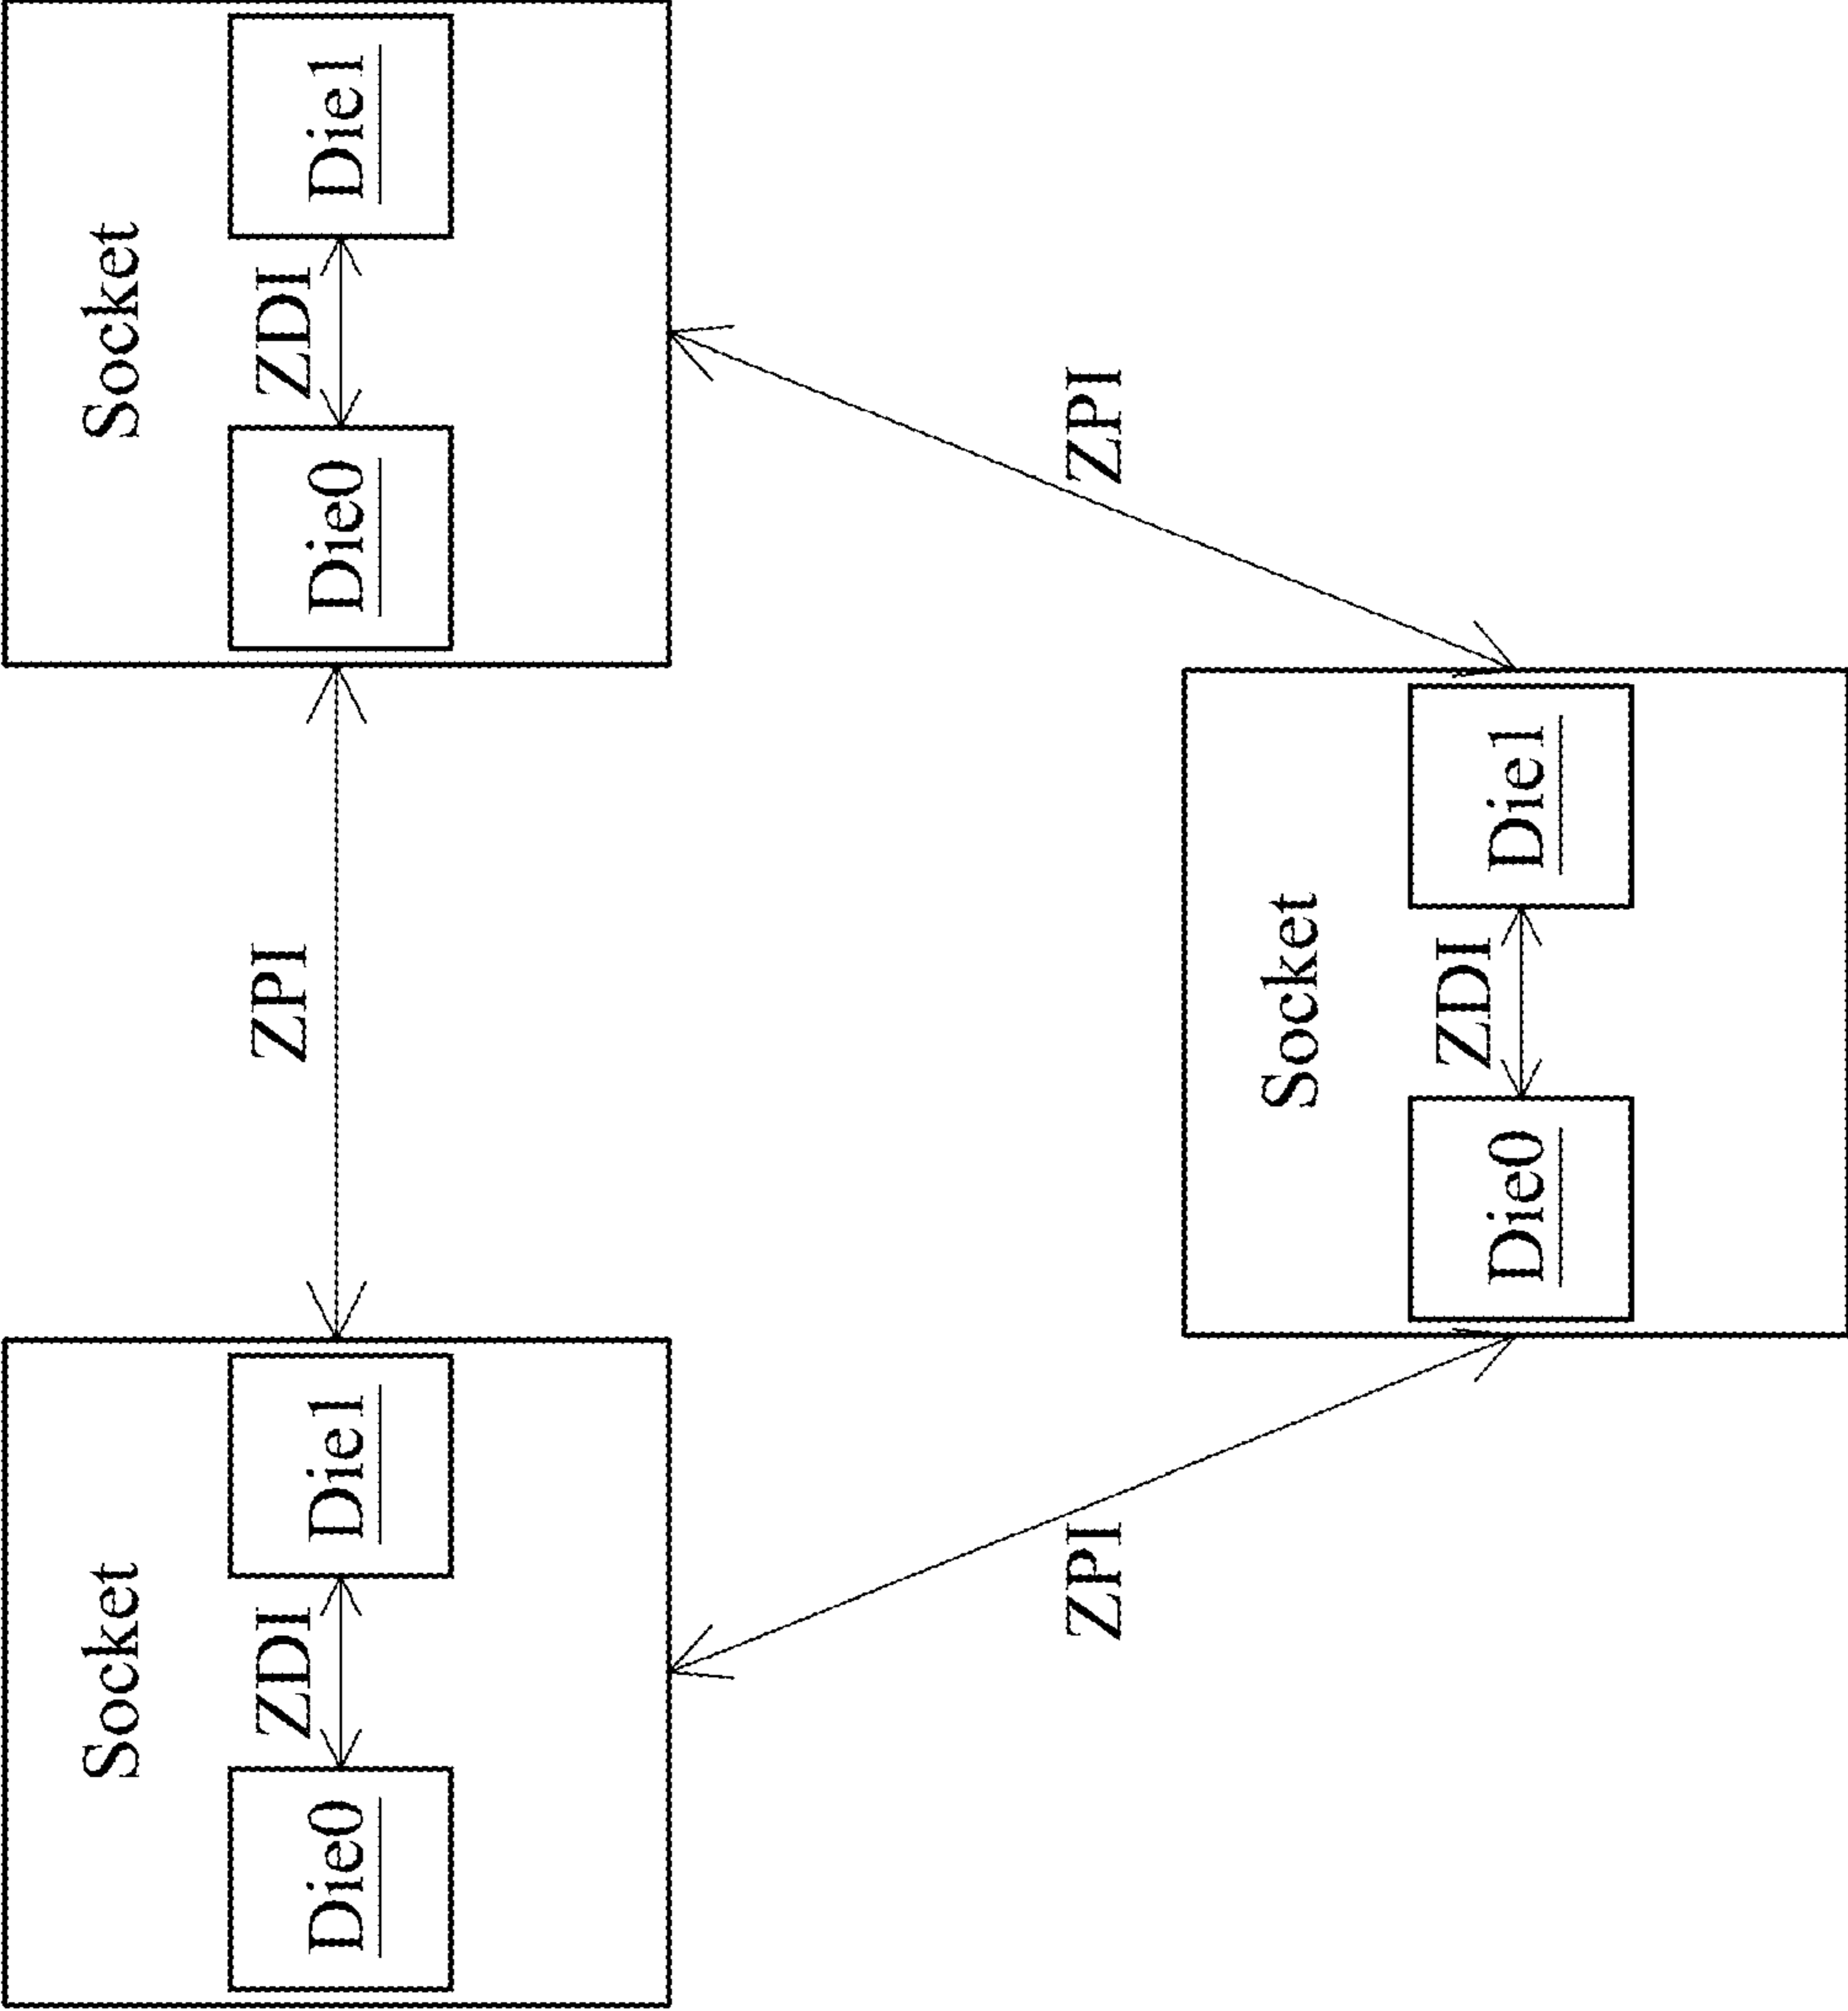 Socket
Die0
ZDI
Die1
ZPI
Socket
Die0
ZDI
Die1
ZPI
ZPI
Socket
Die0
ZDI
Die1